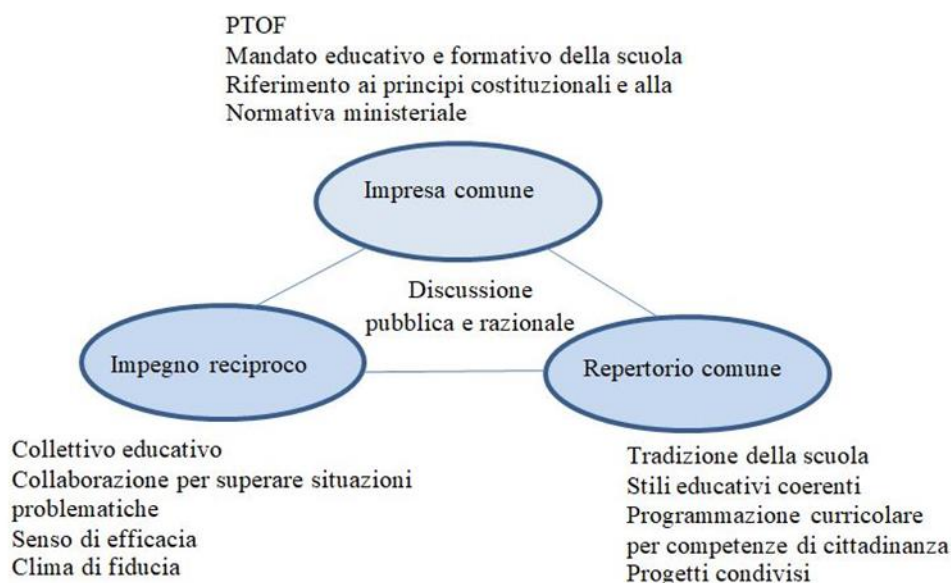 PTOF
Mandato educativo e formativo della scuola
Riferimento ai principi costituzionali e alla
Normativa ministeriale
Impresa comune
Discussione
pubblica e razionale
Impegno reciproco
Repertorio comune
Collettivo educativo
Collaborazione per superare situazioni
problematiche
Senso di efficacia
Clima di fiducia
Tradizione della scuola
Stili educativi coerenti
Programmazione curricolare
per competenze di cittadinanza
Progetti condivisi